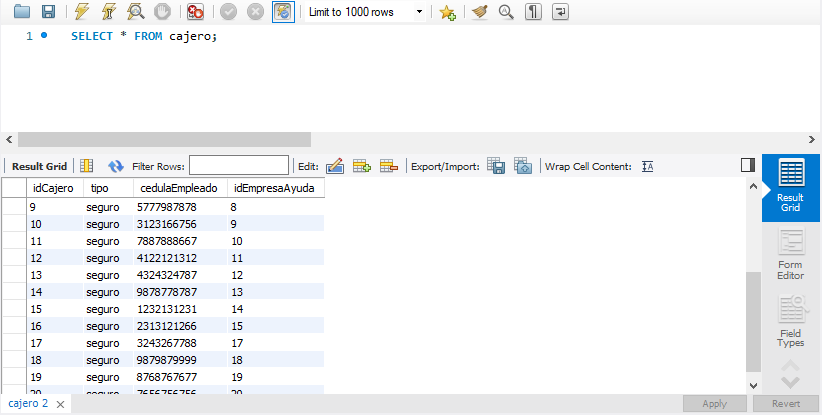 Limit to 1000 rows
1 SELECT * FROM cajero;
Result Grid Filter Rows: Edit: Export/Import: Wrap Cell Content:
idCajero tipo cedulaEmpleado idEmpresaAyuda
9 seguro 5777987878 8
10 seguro 3123166756 9
11 seguro 7887888667 10
12 seguro 4122121312 11
13 seguro 4324324787 12
14 seguro 9878778787 13
15 seguro 1232131231 14
16 seguro 2313121266 15
17 seguro 3243267788 17
18 seguro 9879879999 18
19 seguro 8768767677 19
20 seguro 7656756756 20
Result
Grid
Form
Editor
Field
Types
cajero 2 Apply Revert